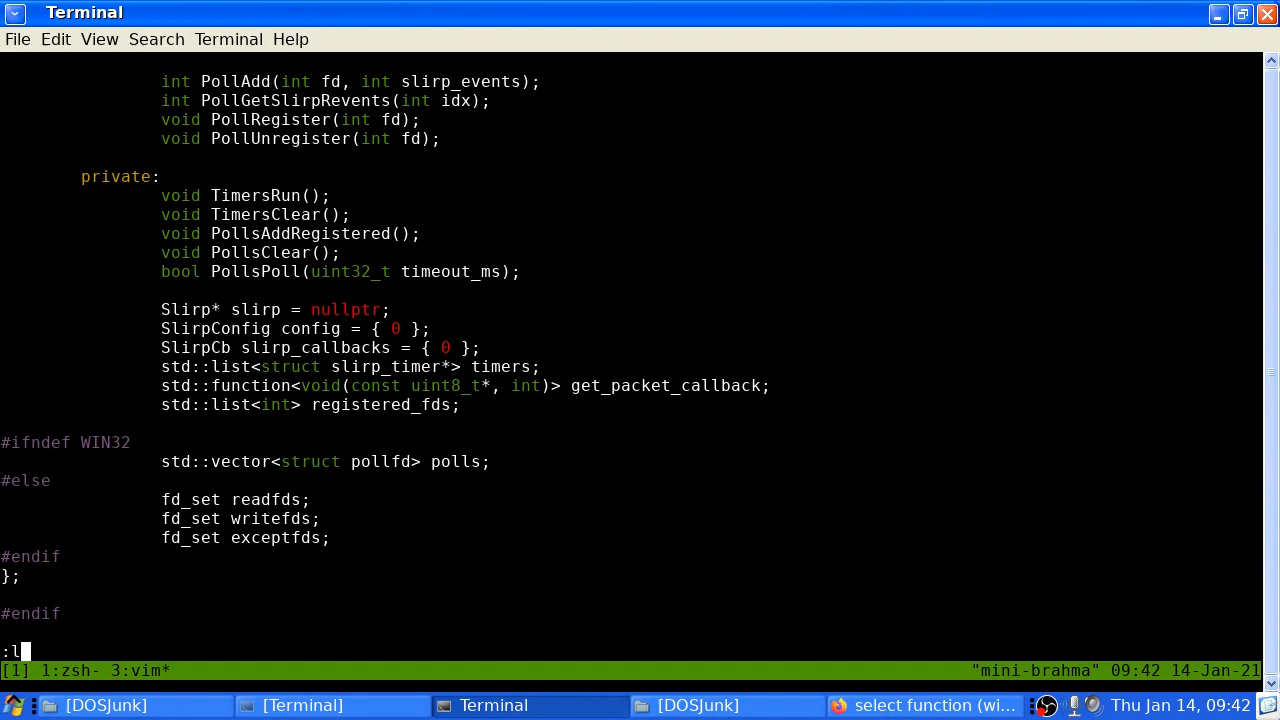 Terminal
File Edit View Search Terminal Help
int PollAdd(int fd, int slirp_events);
int PollGetSlirpRevents(int idx);
void PollRegister(int fd);
void PollUnregister(int fd);
private:
void TimersRun();
void TimersClear();
void PollsAddRegistered();
void PollsClear();
bool PollsPoll(uint32_t timeout_ms);
Slirp* slirp = nullptr;
SlirpConfig config = { 0 };
SlirpCb slirp_callbacks = { 0 };
std::list<struct slirp_timer*> timers;
std::function<void(const uint8_t*, int)> get_packet_callback;
std::list<int> registered_fds;
#ifndef WIN32
std::vector<struct pollfd> polls;
#else
fd_set readfds;
fd_set writefds;
fd_set exceptfds;
#endif
};
#endif
:l
[1] 1:zsh- 3:vim* "mini-brahma" 09:42 14-Jan-21
[DOSJunk] [Terminal] Terminal [DOSJunk] select function (wi... Thu Jan 14, 09:42